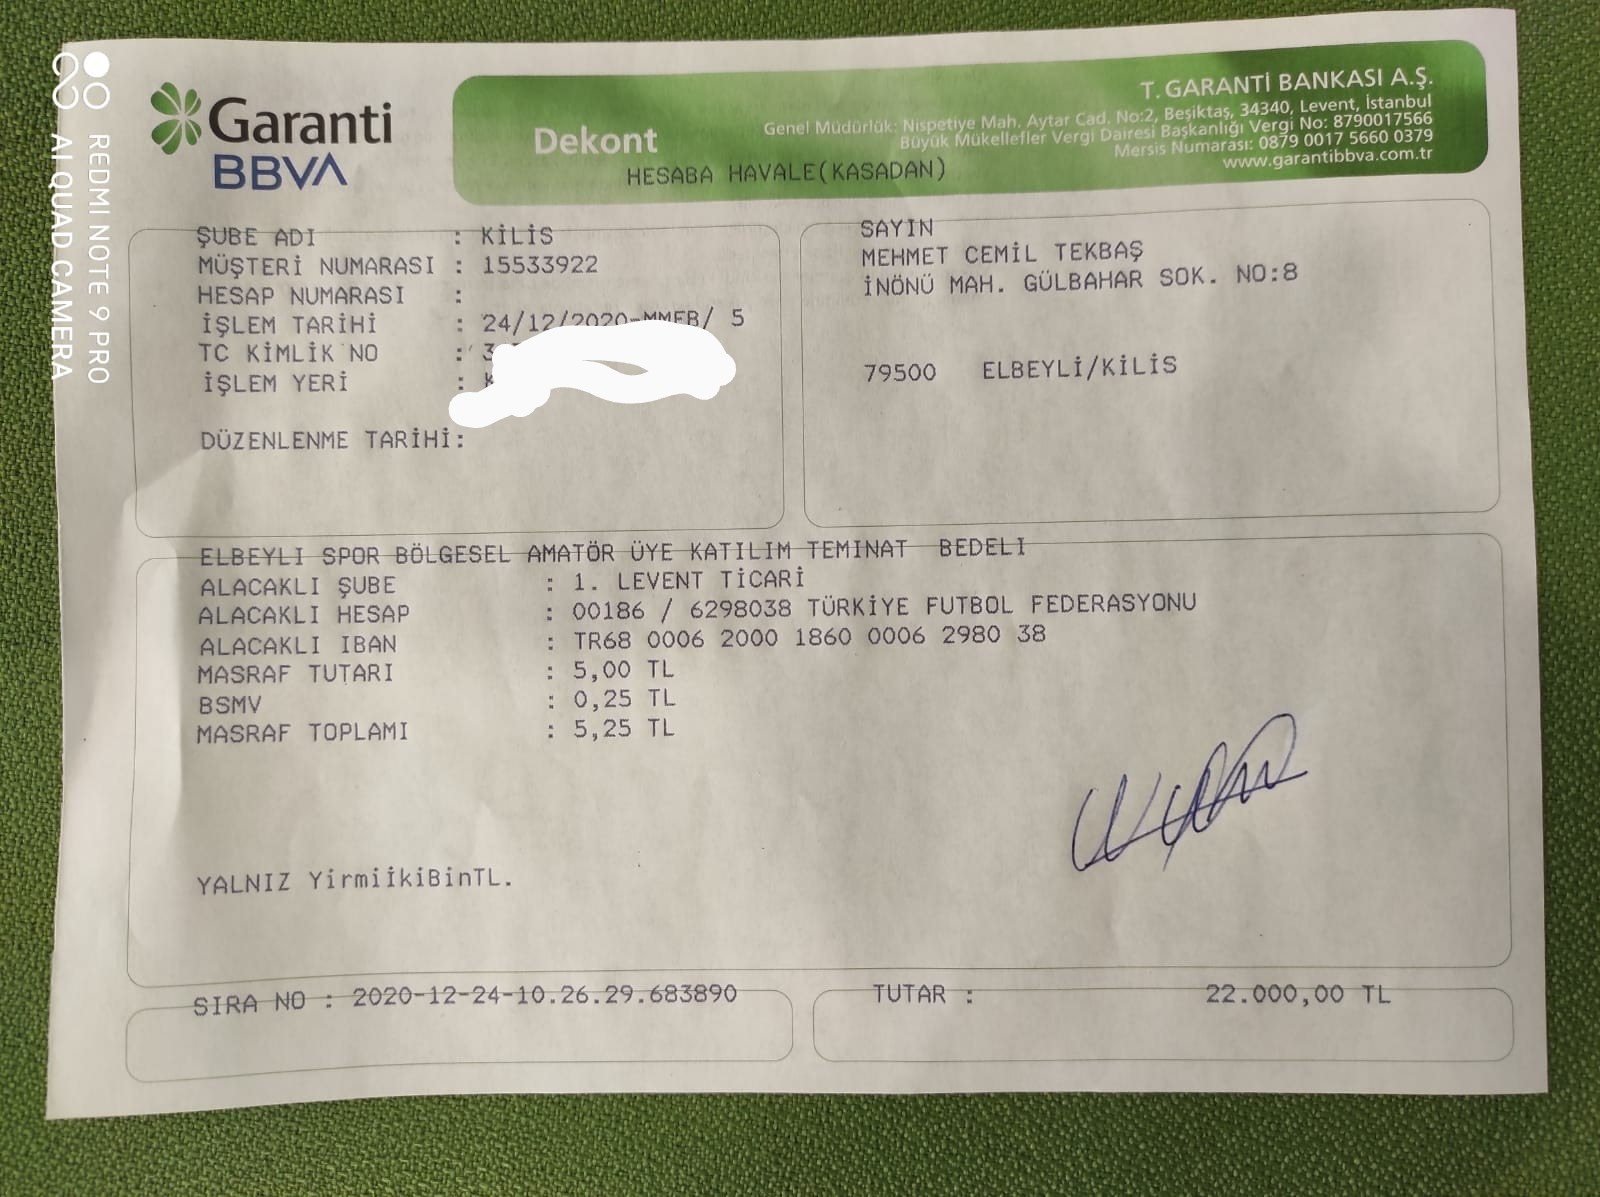 REDMI NOTE 9 PRO
AI QUAD CAMERA
Garanti
BBVA
Dekont
HESABA HAVALE(KASADAN)
T. GARANTİ BANKASI A.Ş.
Genel Müdürlük: Nispetiye Mah. Aytar Cad. No:2, Beşiktaş, 34340, Levent, İstanbul
Büyük Mükellefler Vergi Dairesi Başkanlığı Vergi No: 8790017566
Mersis Numarası: 0879 0017 5660 0379
www.garantibbva.com.tr
ŞUBE ADI : KİLİS
MÜŞTERİ NUMARASI : 15533922
HESAP NUMARASI :
İŞLEM TARİHİ : 24/12/2020-MMEB/ 5
TC KİMLİK NO : 3
İŞLEM YERİ : K
DÜZENLENME TARİHİ:
SAYIN
MEHMET CEMİL TEKBAŞ
İNÖNÜ MAH. GÜLBAHAR SOK. NO:8
79500 ELBEYLİ/KİLİS
ELBEYLI SPOR BÖLGESEL AMATÖR ÜYE KATILIM TEMINAT BEDELI
ALACAKLI ŞUBE : 1. LEVENT TİCARİ
ALACAKLI HESAP : 00186 / 6298038 TÜRKİYE FUTBOL FEDERASYONU
ALACAKLI IBAN : TR68 0006 2000 1860 0006 2980 38
MASRAF TUTARI : 5,00 TL
BSMV : 0,25 TL
MASRAF TOPLAMI : 5,25 TL
YALNIZ YirmiikiBinTL.
SIRA NO : 2020-12-24-10.26.29.683890
TUTAR : 22.000,00 TL